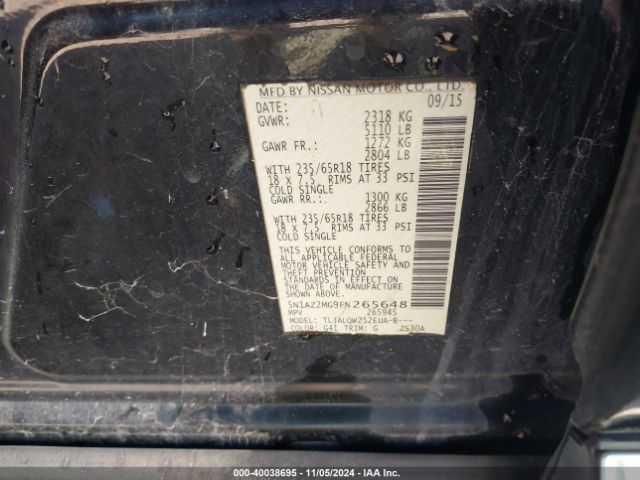 MFD BY NISSAN MOTOR CO., LTD.
DATE: 09/15
GVWR: 2318 KG
5110 LB
GAWR FR.: 1272 KG
2804 LB
WITH 235/65R18 TIRES
18 X 7.5 RIMS AT 33 PSI
COLD SINGLE
GAWR RR.: 1300 KG
2866 LB
WITH 235/65R18 TIRES
18 X 7.5 RIMS AT 33 PSI
COLD SINGLE
THIS VEHICLE CONFORMS TO
ALL APPLICABLE FEDERAL
MOTOR VEHICLE SAFETY AND
THEFT PREVENTION
STANDARDS IN EFFECT ON
THE DATE OF MANUFACTURE
SHOWN ABOVE.
5N1AZ2MG9FN265648
MPV 265945
MODEL: TLJALQWZ52EUA-B---
COLOR: G41 TRIM: G 7S30A
500-40038695 - 11/05/2024 - IAA Inc.